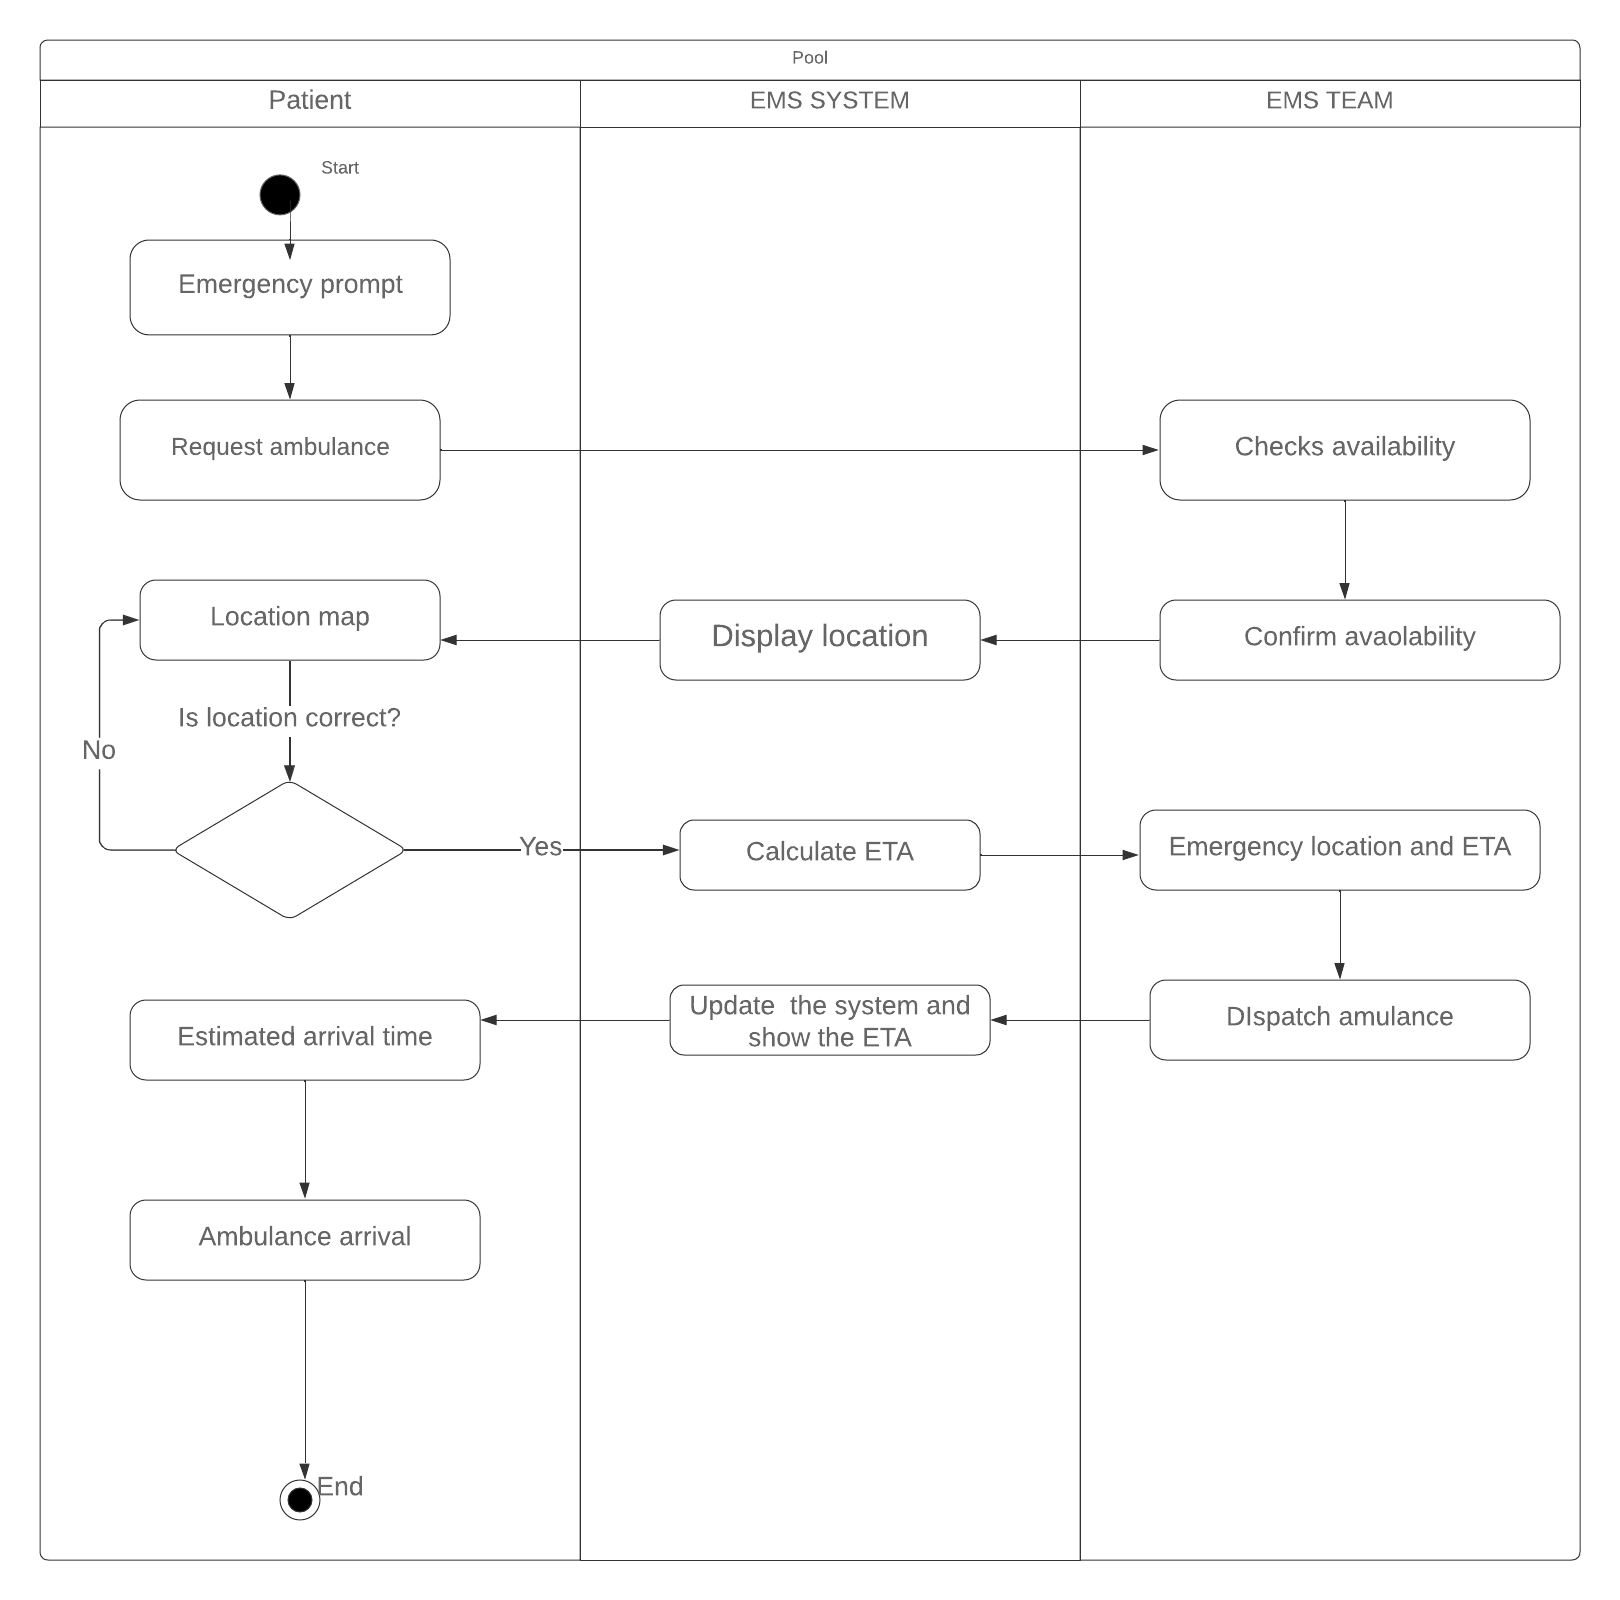 Pool
Patient
EMS SYSTEM
EMS TEAM
Start
Emergency prompt
Request ambulance
Checks availability
Location map
Display location
Confirm avaolability
Is location correct?
No
Yes
Calculate ETA
Emergency location and ETA
Estimated arrival time
Update  the system and
show the ETA
DIspatch amulance
Ambulance arrival
End